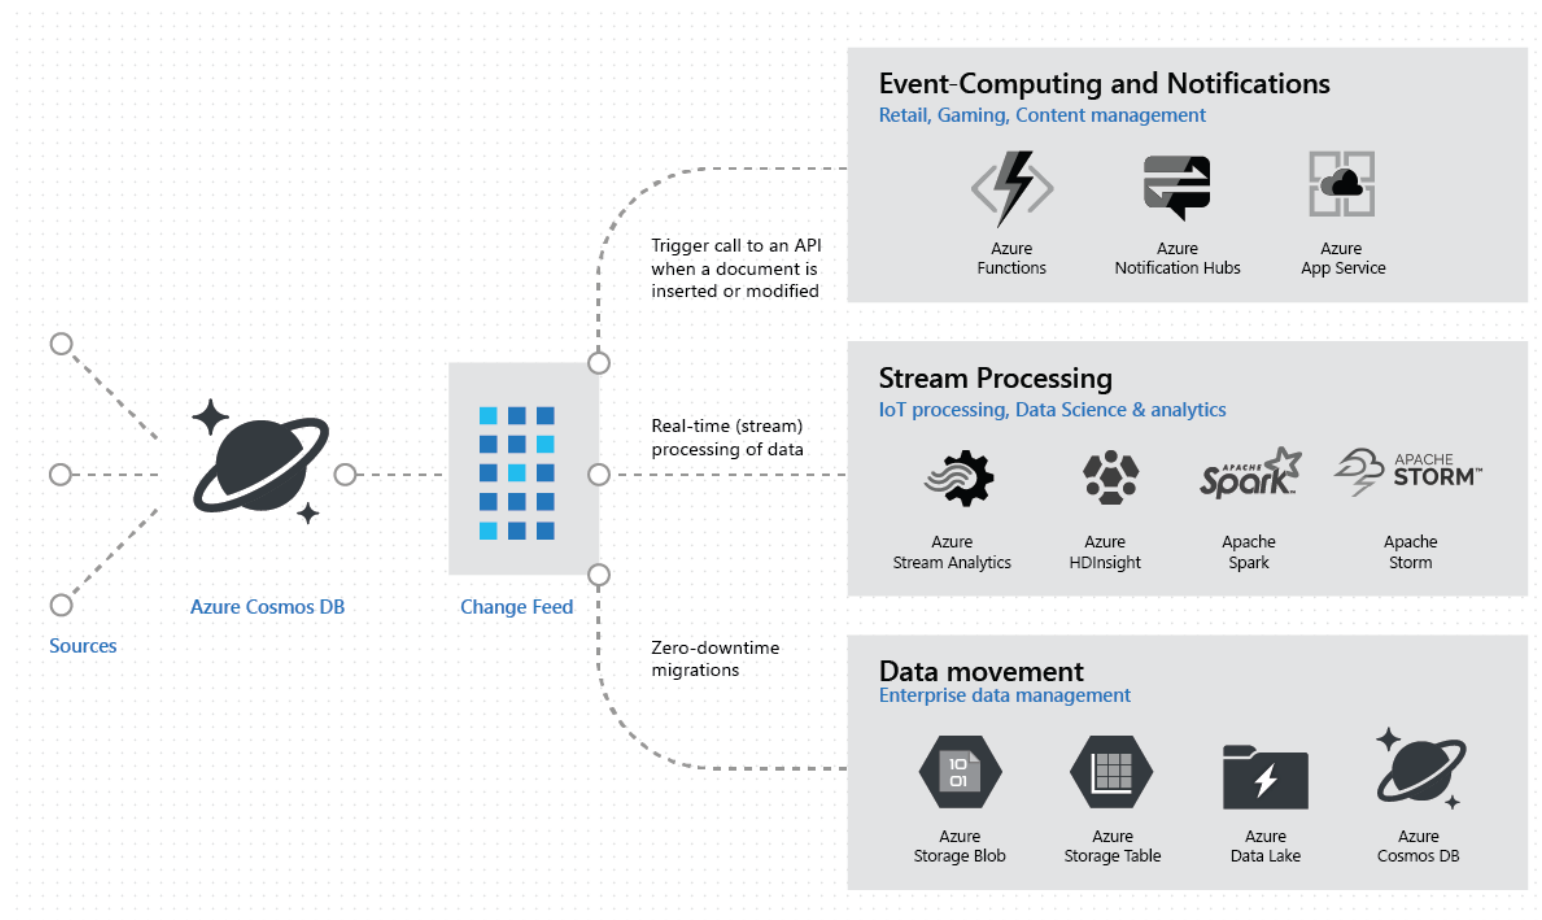 Sources
Azure Cosmos DB
Change Feed
Trigger call to an API
when a document is
inserted or modified
Real-time (stream)
processing of data
Zero-downtime
migrations
Event-Computing and Notifications
Retail, Gaming, Content management
Azure
Functions
Azure
Notification Hubs
Azure
App Service
Stream Processing
IoT processing, Data Science & analytics
APACHE
Spark™
APACHE
STORM™
Azure
Stream Analytics
Azure
HDInsight
Apache
Spark
Apache
Storm
Data movement
Enterprise data management
10
01
Azure
Storage Blob
Azure
Storage Table
Azure
Data Lake
Azure
Cosmos DB